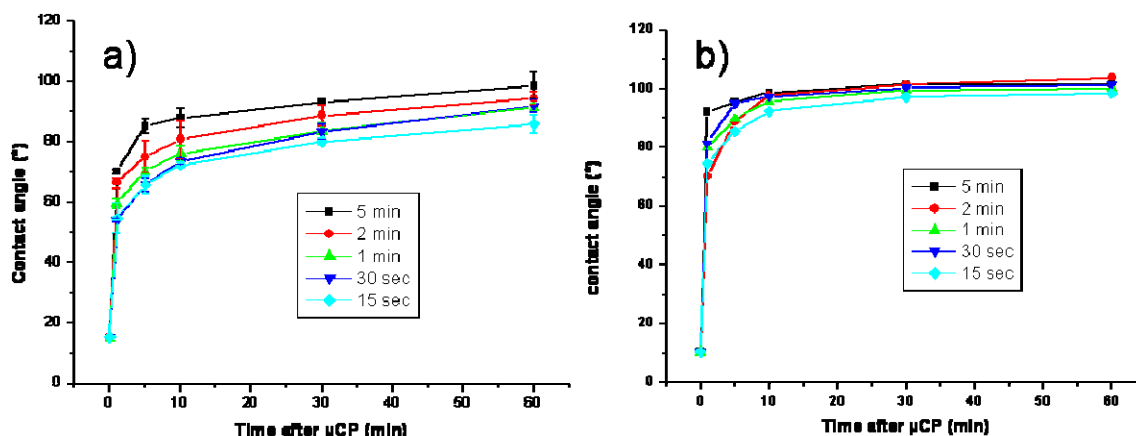 a)
120
100
80
60
40
20
0
Contact angle (°)
5 min
2 min
1 min
30 sec
15 sec
0 10 20 30 40 50 60
Time after µCP (min)
b)
120
100
80
60
40
20
0
contact angle (°)
5 min
2 min
1 min
30 sec
15 sec
0 10 20 30 40 50 60
Time after µCP (min)